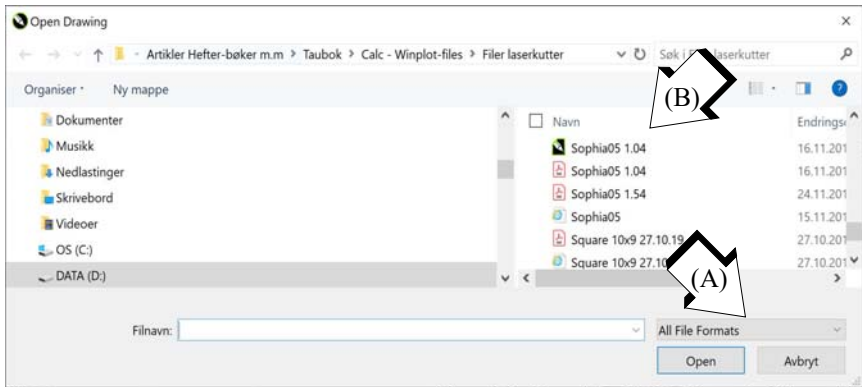 Open Drawing
Artikler Hefter-bøker m.m > Taubok > Calc - Winplot-files > Filer laserkutter
Søk i laserkutter
Organiser Ny mappe
(B)
Dokumenter
Musikk
Nedlastinger
Skrivebord
Videoer
OS (C:)
DATA (D:)
Navn Endrings
Sophia05 1.04 16.11.201
Sophia05 1.04 16.11.201
Sophia05 1.54 24.11.201
Sophia05 15.11.201
Square 10x9 27.10.19 27.10.201
Square 10x9 27.10 27.10.201
(A)
Filnavn: All File Formats
Open Avbryt